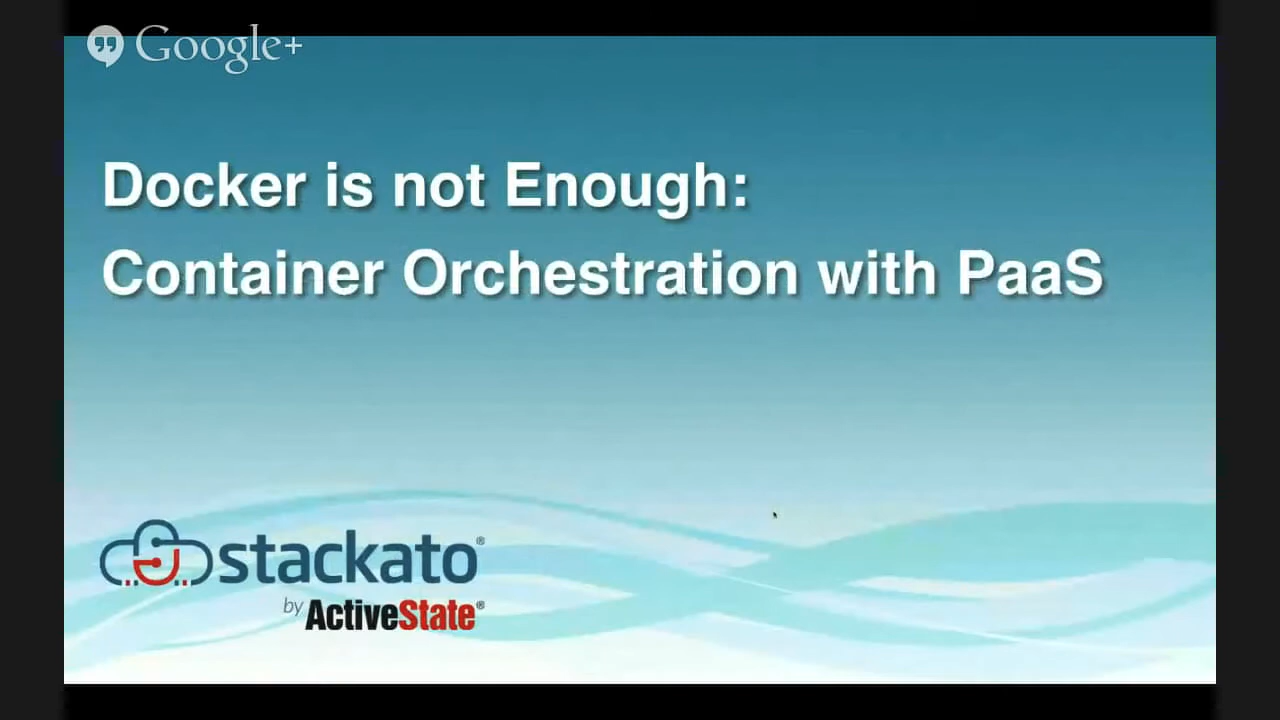 Google+
Docker is not Enough:
Container Orchestration with PaaS
stackato®
by ActiveState®